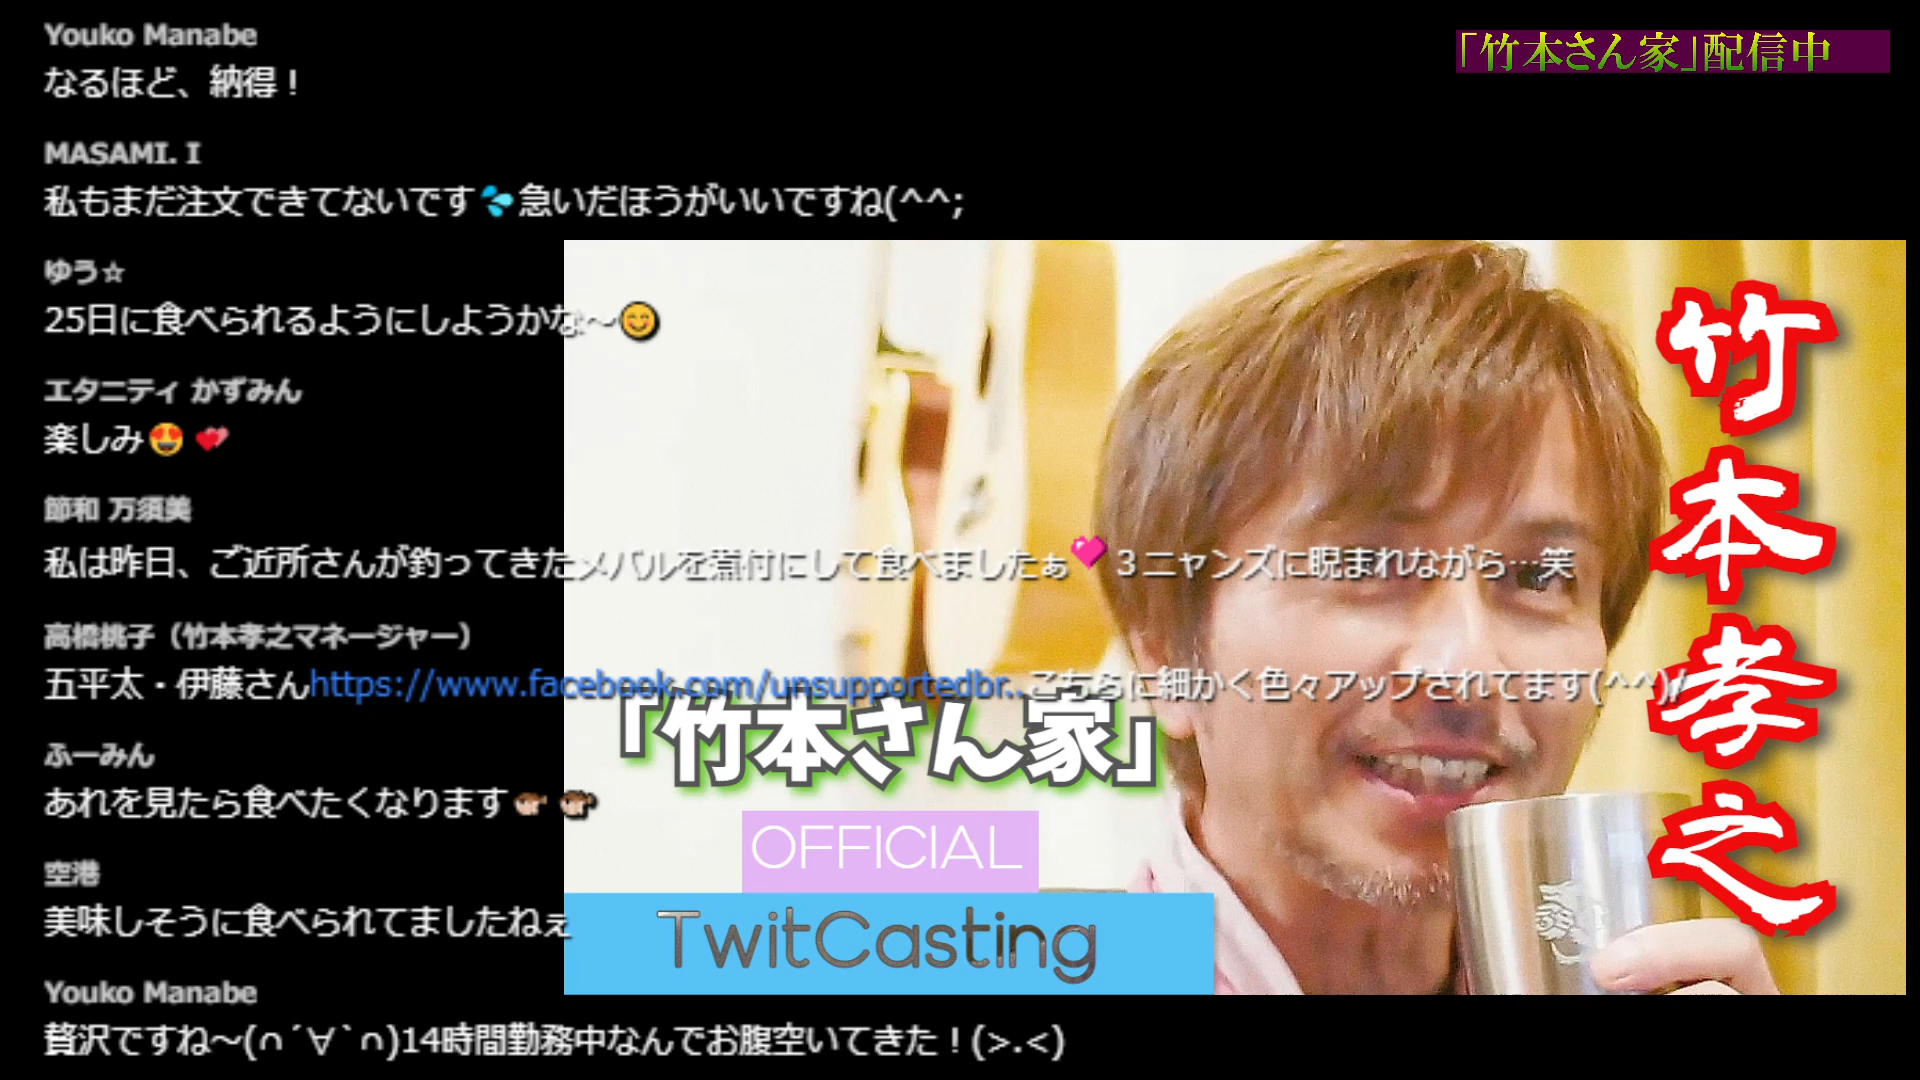 Youko Manabe
なるほど、納得！
「竹本さん家」配信中
MASAMI. I
私もまだ注文できてないです💦急いだほうがいいですね(^^;
ゆう☆
25日に食べられるようにしようかな〜😊
エタニティ かずみん
楽しみ😍💕
節和 万須美
私は昨日、ご近所さんが釣ってきたメバルを煮付にして食べましたぁ💓３ニャンズに睨まれながら…笑
高橋桃子（竹本孝之マネージャー）
五平太・伊藤さんhttps://www.facebook.com/unsupportedbr...こちらに細かく色々アップされてます(^^)/
ふーみん
あれを見たら食べたくなります
空港
美味しそうに食べられてましたねぇ
Youko Manabe
贅沢ですね〜(∩´∀`∩)14時間勤務中なんでお腹空いてきた！(>.<)
竹本孝之
「竹本さん家」
OFFICIAL
TwitCasting